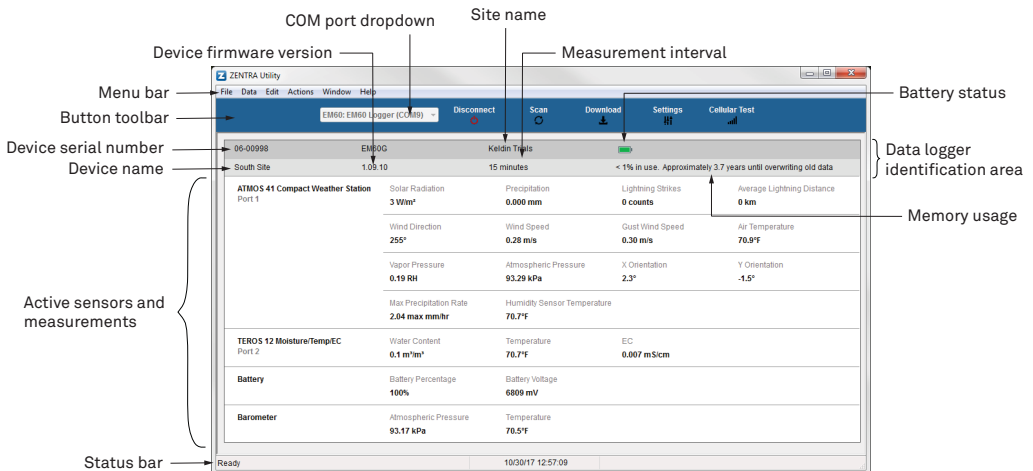 COM port dropdown
Site name
Device firmware version
Measurement interval
Menu bar
Battery status
Button toolbar
Device serial number
Device name
Data logger
identification area
Memory usage
Active sensors and
measurements
Status bar
ZENTRA Utility
File Data Edit Actions Window Help
EM60: EM60 Logger (COM9) Disconnect Scan Download Settings Cellular Test
06-00998 EM60G Keldin Trials
South Site 1.09.10 15 minutes < 1% in use. Approximately 3.7 years until overwriting old data
ATMOS 41 Compact Weather Station Solar Radiation Precipitation Lightning Strikes Average Lightning Distance
Port 1 3 W/m² 0.000 mm 0 counts 0 km
Wind Direction Wind Speed Gust Wind Speed Air Temperature
255° 0.28 m/s 0.30 m/s 70.9°F
Vapor Pressure Atmospheric Pressure X Orientation Y Orientation
0.19 RH 93.29 kPa 2.3° -1.5°
Max Precipitation Rate Humidity Sensor Temperature
2.04 max mm/hr 70.7°F
TEROS 12 Moisture/Temp/EC Water Content Temperature EC
Port 2 0.1 m³/m³ 70.7°F 0.007 mS/cm
Battery Battery Percentage Battery Voltage
100% 6809 mV
Barometer Atmospheric Pressure Temperature
93.17 kPa 70.5°F
Ready 10/30/17 12:57:09